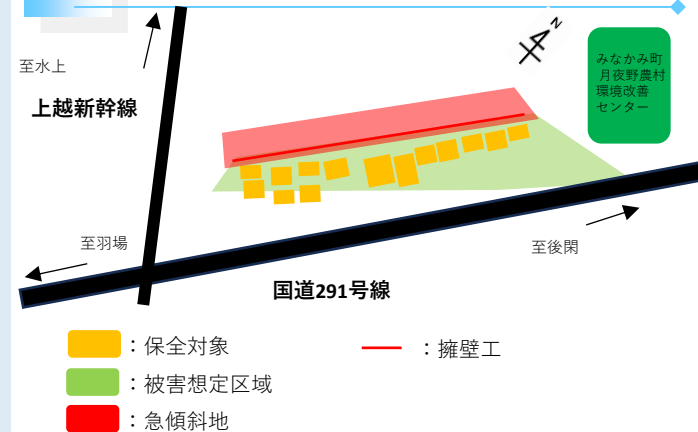 N
至水上
みなかみ町
月夜野農村
環境改善
センター
上越新幹線
至羽場
至後閑
国道291号線
：保全対象
：擁壁工
：被害想定区域
：急傾斜地